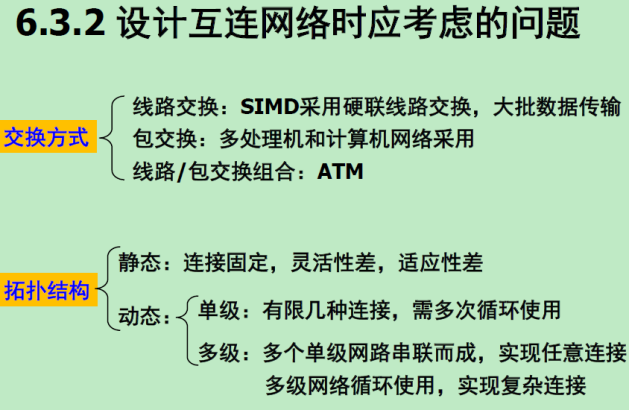 6.3.2 设计互连网络时应考虑的问题
交换方式
线路交换：SIMD采用硬联线路交换，大批数据传输
包交换：多处理机和计算机网络采用
线路/包交换组合：ATM
拓扑结构
静态：连接固定，灵活性差，适应性差
动态：
单级：有限几种连接，需多次循环使用
多级：多个单级网路串联而成，实现任意连接
多级网络循环使用，实现复杂连接